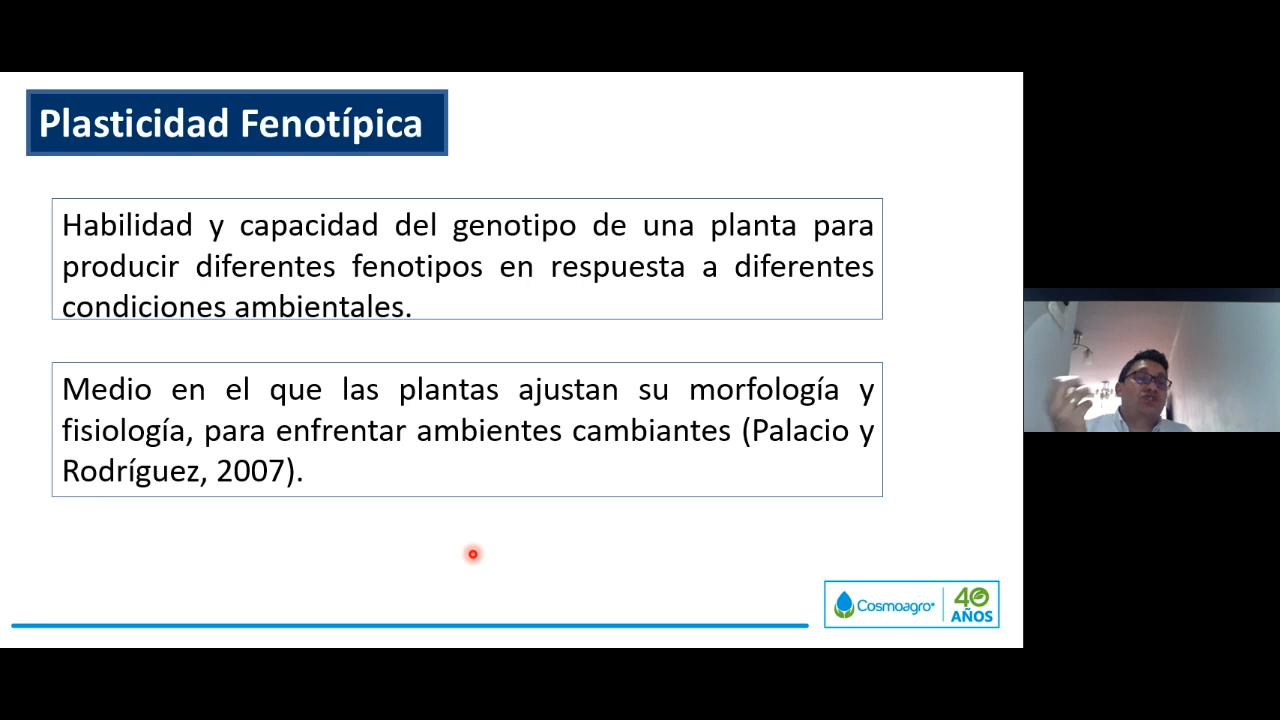 Plasticidad Fenotípica
Habilidad y capacidad del genotipo de una planta para
producir diferentes fenotipos en respuesta a diferentes
condiciones ambientales.
Medio en el que las plantas ajustan su morfología y
fisiología, para enfrentar ambientes cambiantes (Palacio y
Rodríguez, 2007).
Cosmoagro
40
AÑOS